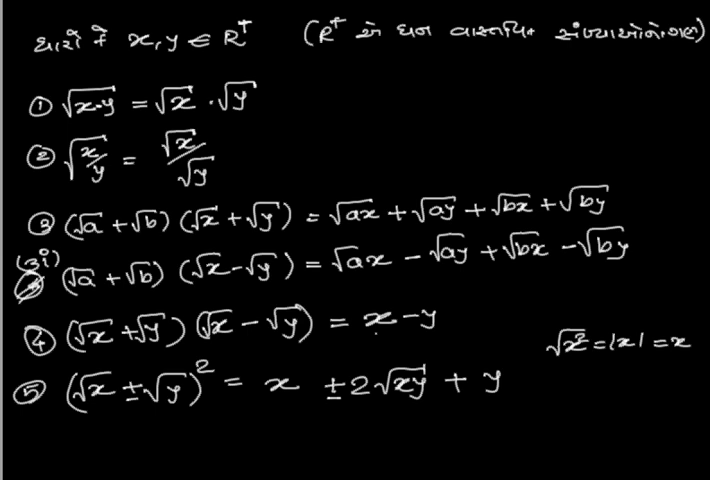 ધારો કે x, y ∈ R⁺ (R⁺ એ ધન વાસ્તવિક સંખ્યાઓનો ગણ)
① √x·y = √x · √y
② √x/y = √x/√y
③ (√a + √b) (√x + √y) = √ax + √ay + √bx + √by
(3i) (√a + √b) (√x - √y) = √ax - √ay + √bx - √by
④ (√x + √y) (√x - √y) = x - y
√x² = |x| = x
⑤ (√x ± √y)² = x ± 2√xy + y